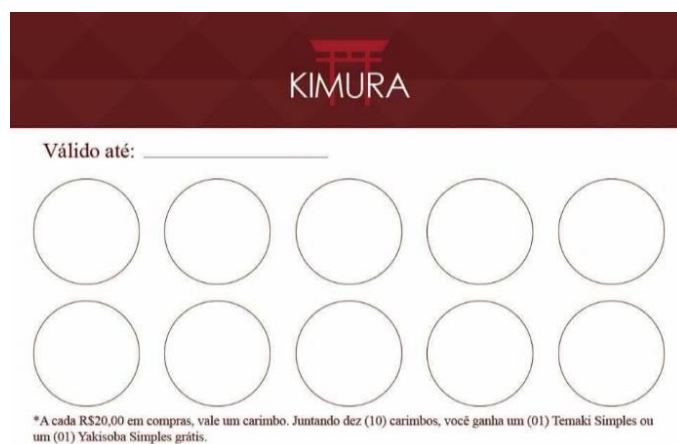 KIMURA
Válido até:
*A cada R$20,00 em compras, vale um carimbo. Juntando dez (10) carimbos, você ganha um (01) Temaki Simples ou
um (01) Yakisoba Simples grátis.